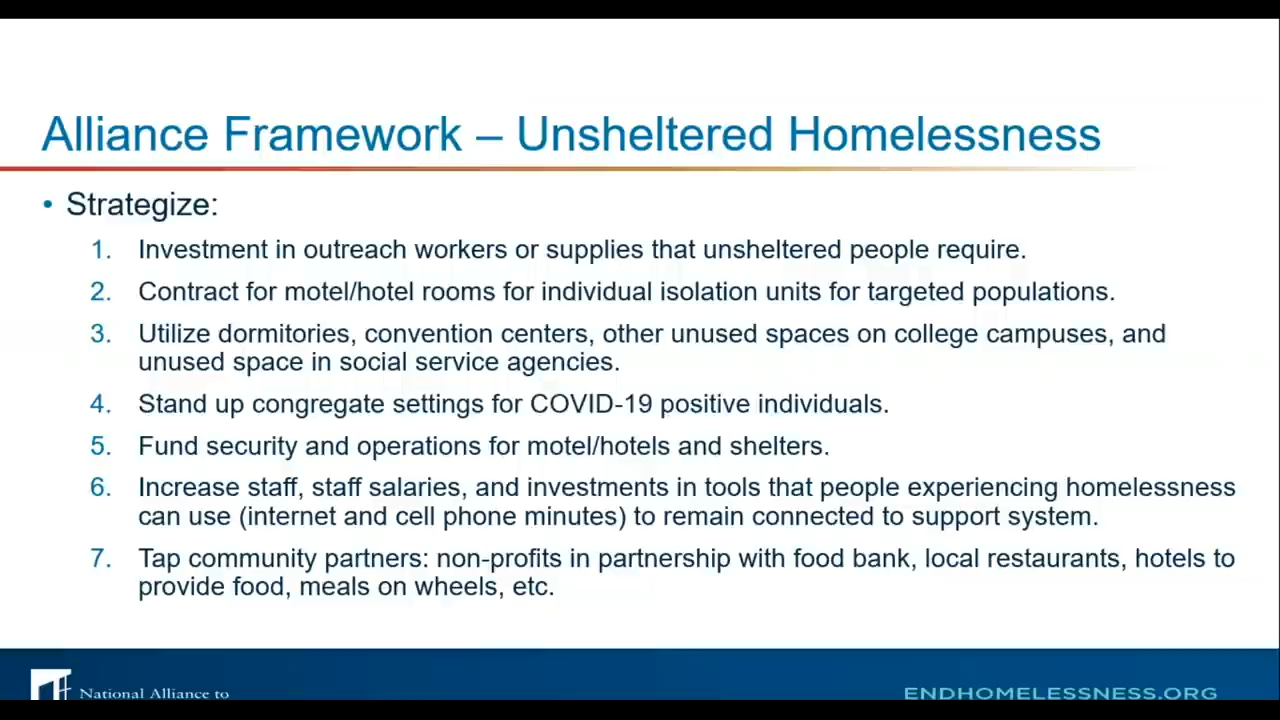 Alliance Framework – Unsheltered Homelessness
• Strategize:
1. Investment in outreach workers or supplies that unsheltered people require.
2. Contract for motel/hotel rooms for individual isolation units for targeted populations.
3. Utilize dormitories, convention centers, other unused spaces on college campuses, and
unused space in social service agencies.
4. Stand up congregate settings for COVID-19 positive individuals.
5. Fund security and operations for motel/hotels and shelters.
6. Increase staff, staff salaries, and investments in tools that people experiencing homelessness
can use (internet and cell phone minutes) to remain connected to support system.
7. Tap community partners: non-profits in partnership with food bank, local restaurants, hotels to
provide food, meals on wheels, etc.
National Alliance to
ENDHOMELESSNESS.ORG